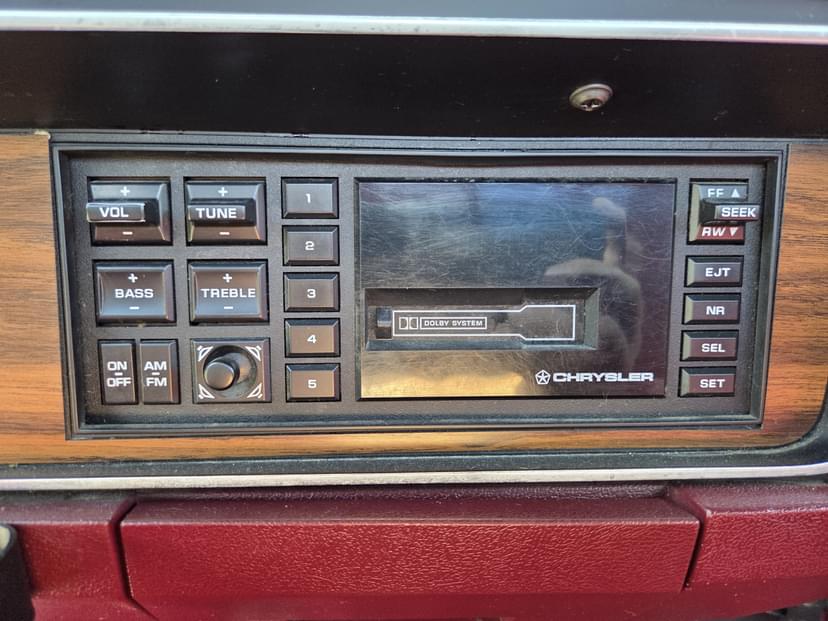 +
VOL
-
+
TUNE
-
1
2
3
4
5
+
BASS
-
+
TREBLE
-
ON
-
OFF
AM
-
FM
DOLBY SYSTEM
CHRYSLER
FF ▲
SEEK
RW ▼
EJT
NR
SEL
SET